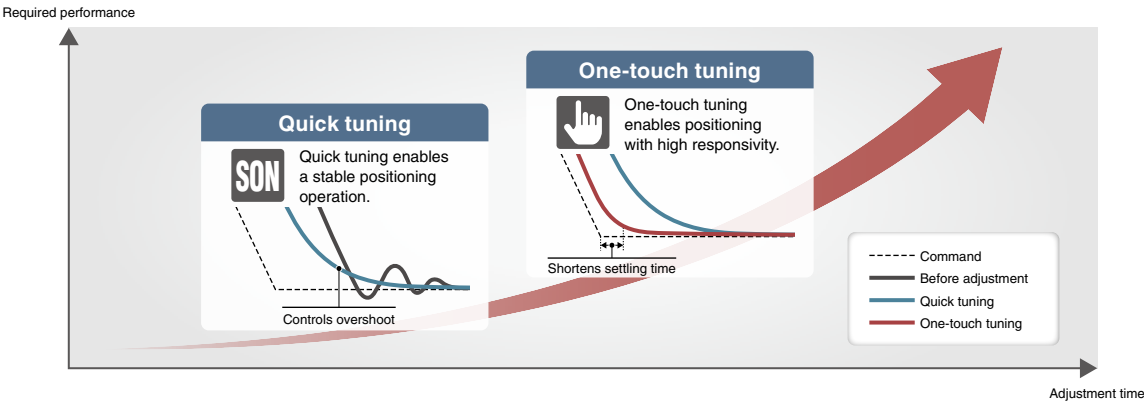 Required performance
One-touch tuning
One-touch tuning
enables positioning
with high responsivity.
Shortens settling time
Quick tuning
SON
Quick tuning enables
a stable positioning
operation.
Controls overshoot
Command
Before adjustment
Quick tuning
One-touch tuning
Adjustment time